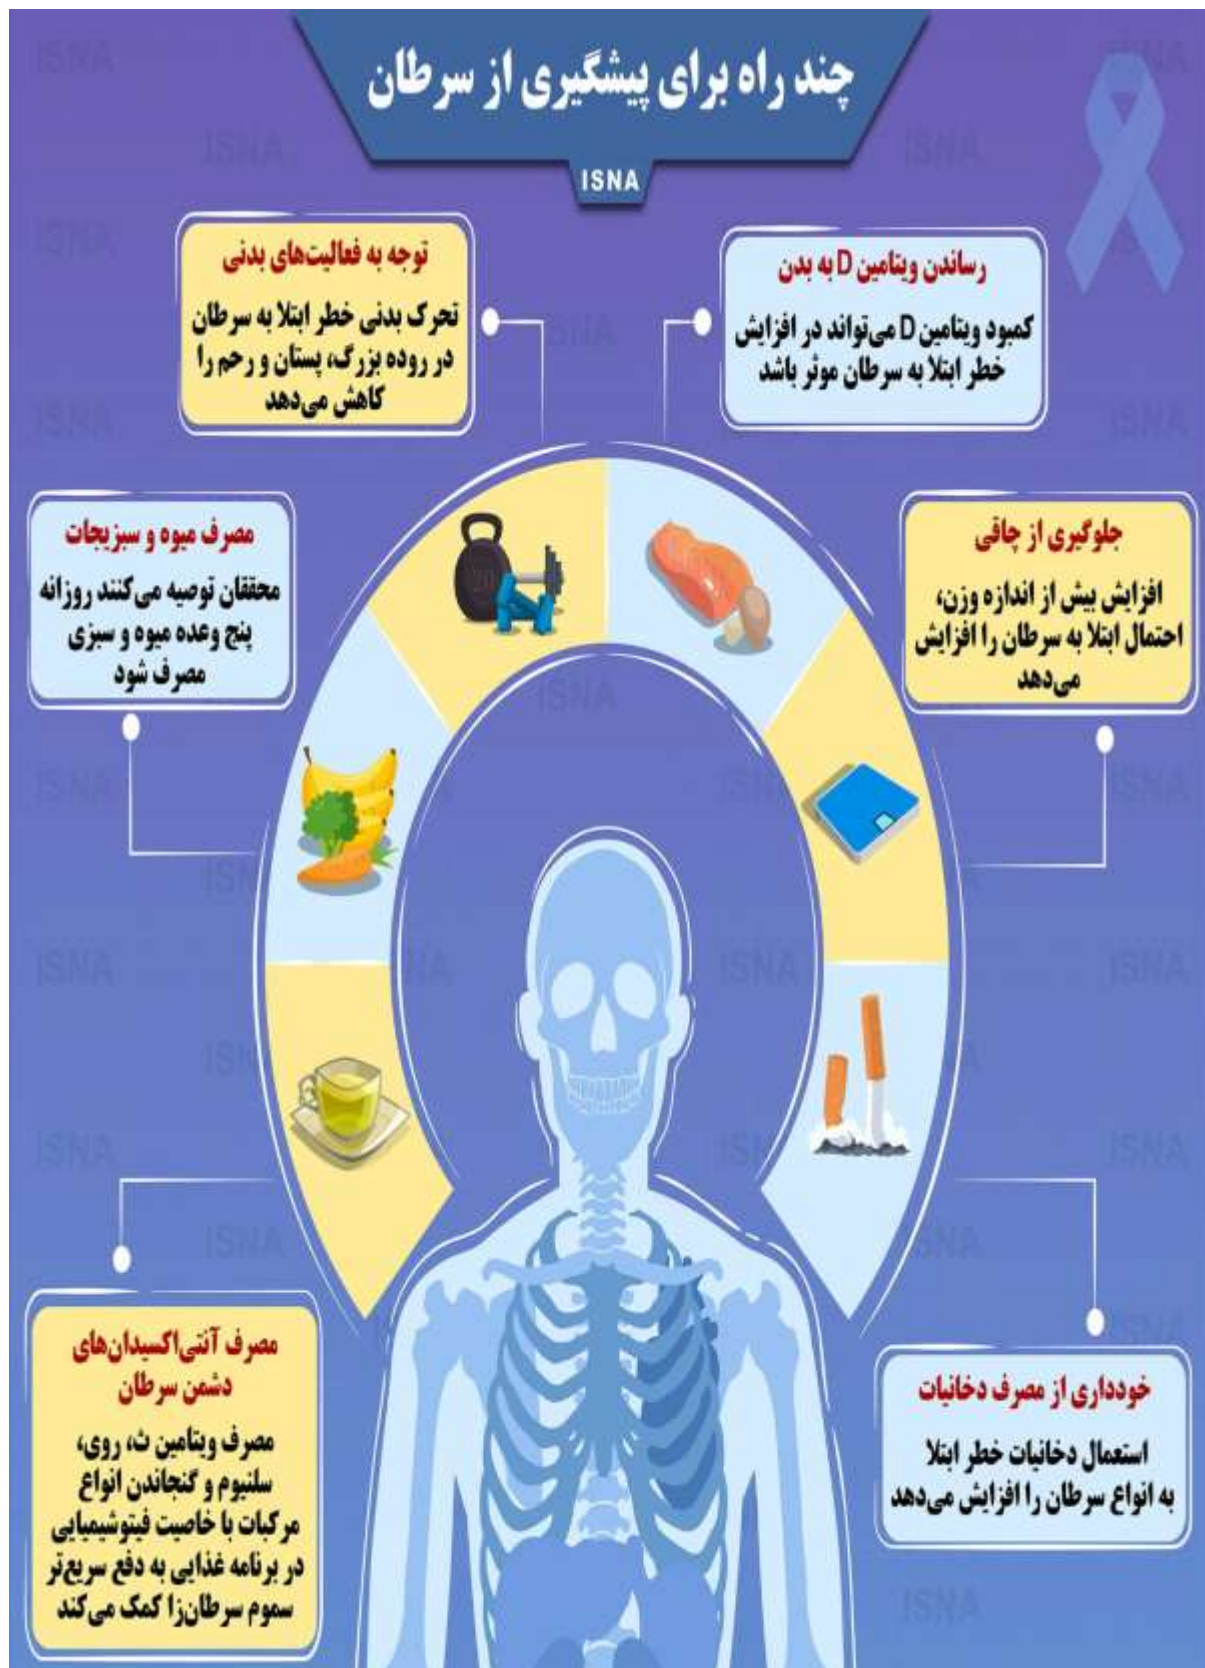 چند راه برای پیشگیری از سرطان
ISNA
رساندن ویتامین D به بدن
کمبود ویتامین D می‌تواند در افزایش
خطر ابتلا به سرطان موثر باشد
توجه به فعالیت‌های بدنی
تحرک بدنی خطر ابتلا به سرطان
در روده بزرگ، پستان و رحم را
کاهش می‌دهد
جلوگیری از چاقی
افزایش بیش از اندازه وزن،
احتمال ابتلا به سرطان را افزایش
می‌دهد
مصرف میوه و سبزیجات
محققان توصیه می‌کنند روزانه
پنج وعده میوه و سبزی
مصرف شود
20
خودداری از مصرف دخانیات
استعمال دخانیات خطر ابتلا
به انواع سرطان را افزایش می‌دهد
مصرف آنتی‌اکسیدان‌های
دشمن سرطان
مصرف ویتامین ث، روی،
سلنیوم و گنجاندن انواع
مرکبات با خاصیت فیتوشیمیایی
در برنامه غذایی به دفع سریع‌تر
سموم سرطان‌زا کمک می‌کند